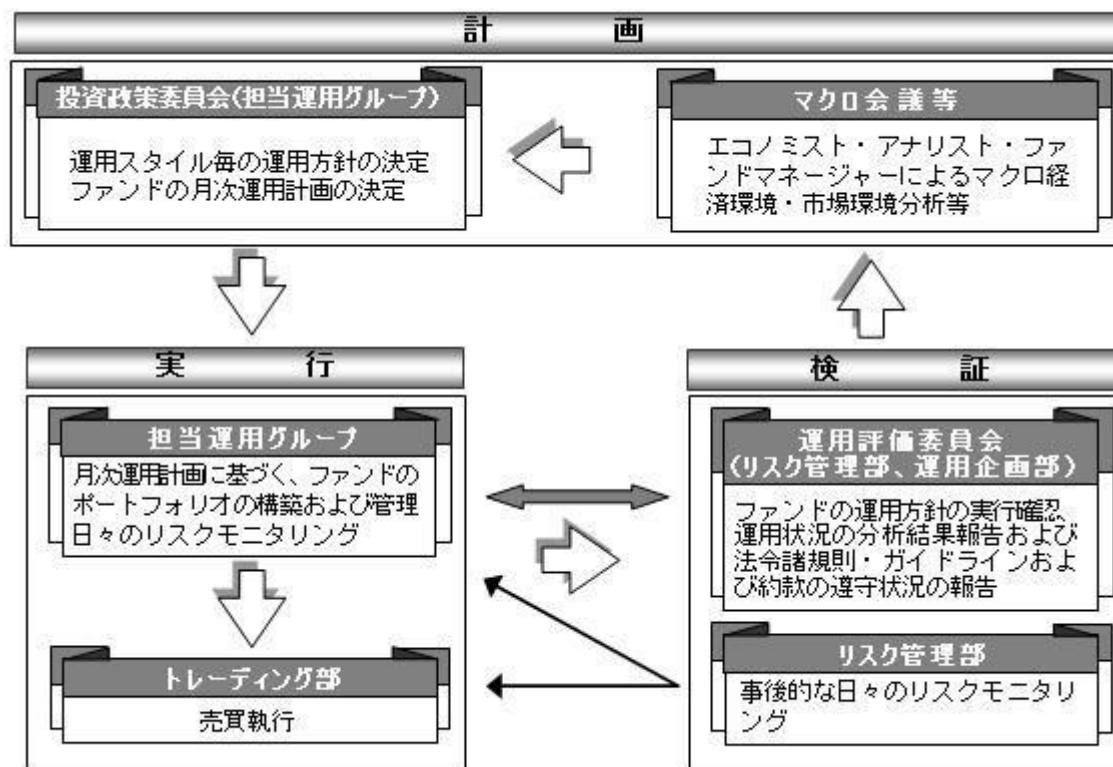 計画
投資政策委員会(担当運用グループ)
運用スタイル毎の運用方針の決定
ファンドの月次運用計画の決定
マクロ会議等
エコノミスト・アナリスト・ファ
ンドマネージャーによるマクロ経
済環境・市場環境分析等
実行
担当運用グループ
月次運用計画に基づく、ファンドの
ポートフォリオの構築および管理
日々のリスクモニタリング
トレーディング部
売買執行
検証
運用評価委員会
(リスク管理部、運用企画部)
ファンドの運用方針の実行確認、
運用状況の分析結果報告および
法令諸規則・ガイドラインおよ
び約款の遵守状況の報告
リスク管理部
事後的な日々のリスクモニタリ
ング